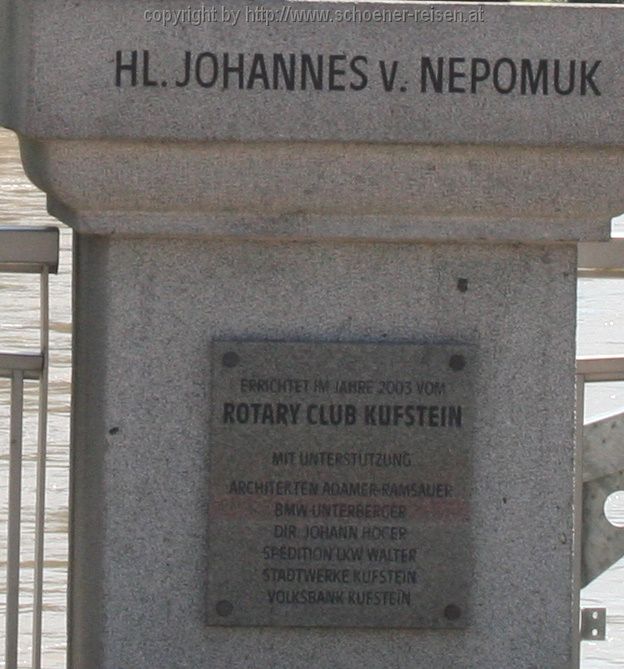 copyright by http://www.schoener-reisen.at
HL. JOHANNES v. NEPOMUK
ERRICHTET IM JAHRE 2003 VOM
ROTARY CLUB KUFSTEIN
MIT UNTERSTÜTZUNG
ARCHITEKTEN ADAMER-RAMSAUER
BMW UNTERBERGER
DIR. JOHANN HÖGER
SPEDITION LKW WALTER
STADTWERKE KUFSTEIN
VOLKSBANK KUFSTEIN